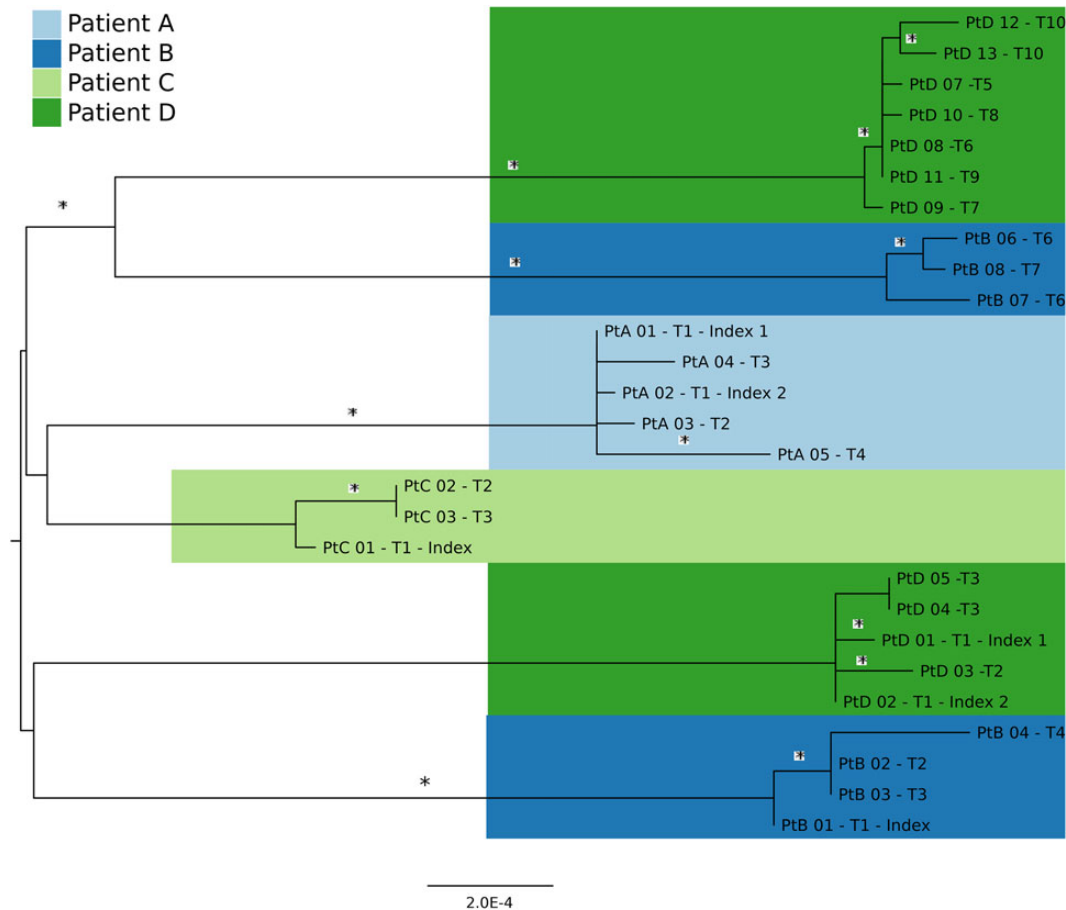 Patient A
Patient B
Patient C
Patient D
PtD 12 - T10
*
PtD 13 - T10
PtD 07 -T5
PtD 10 - T8
*
PtD 08 -T6
*
PtD 11 - T9
*
PtD 09 - T7
PtB 06 - T6
*
*
PtB 08 - T7
PtB 07 - T6
PtA 01 - T1 - Index 1
PtA 04 - T3
PtA 02 - T1 - Index 2
*
PtA 03 - T2
*
PtA 05 - T4
*
PtC 02 - T2
PtC 03 - T3
PtC 01 - T1 - Index
PtD 05 -T3
PtD 04 -T3
*
PtD 01 - T1 - Index 1
*
PtD 03 -T2
PtD 02 - T1 - Index 2
PtB 04 - T4
*
PtB 02 - T2
*
PtB 03 - T3
PtB 01 - T1 - Index
2.0E-4